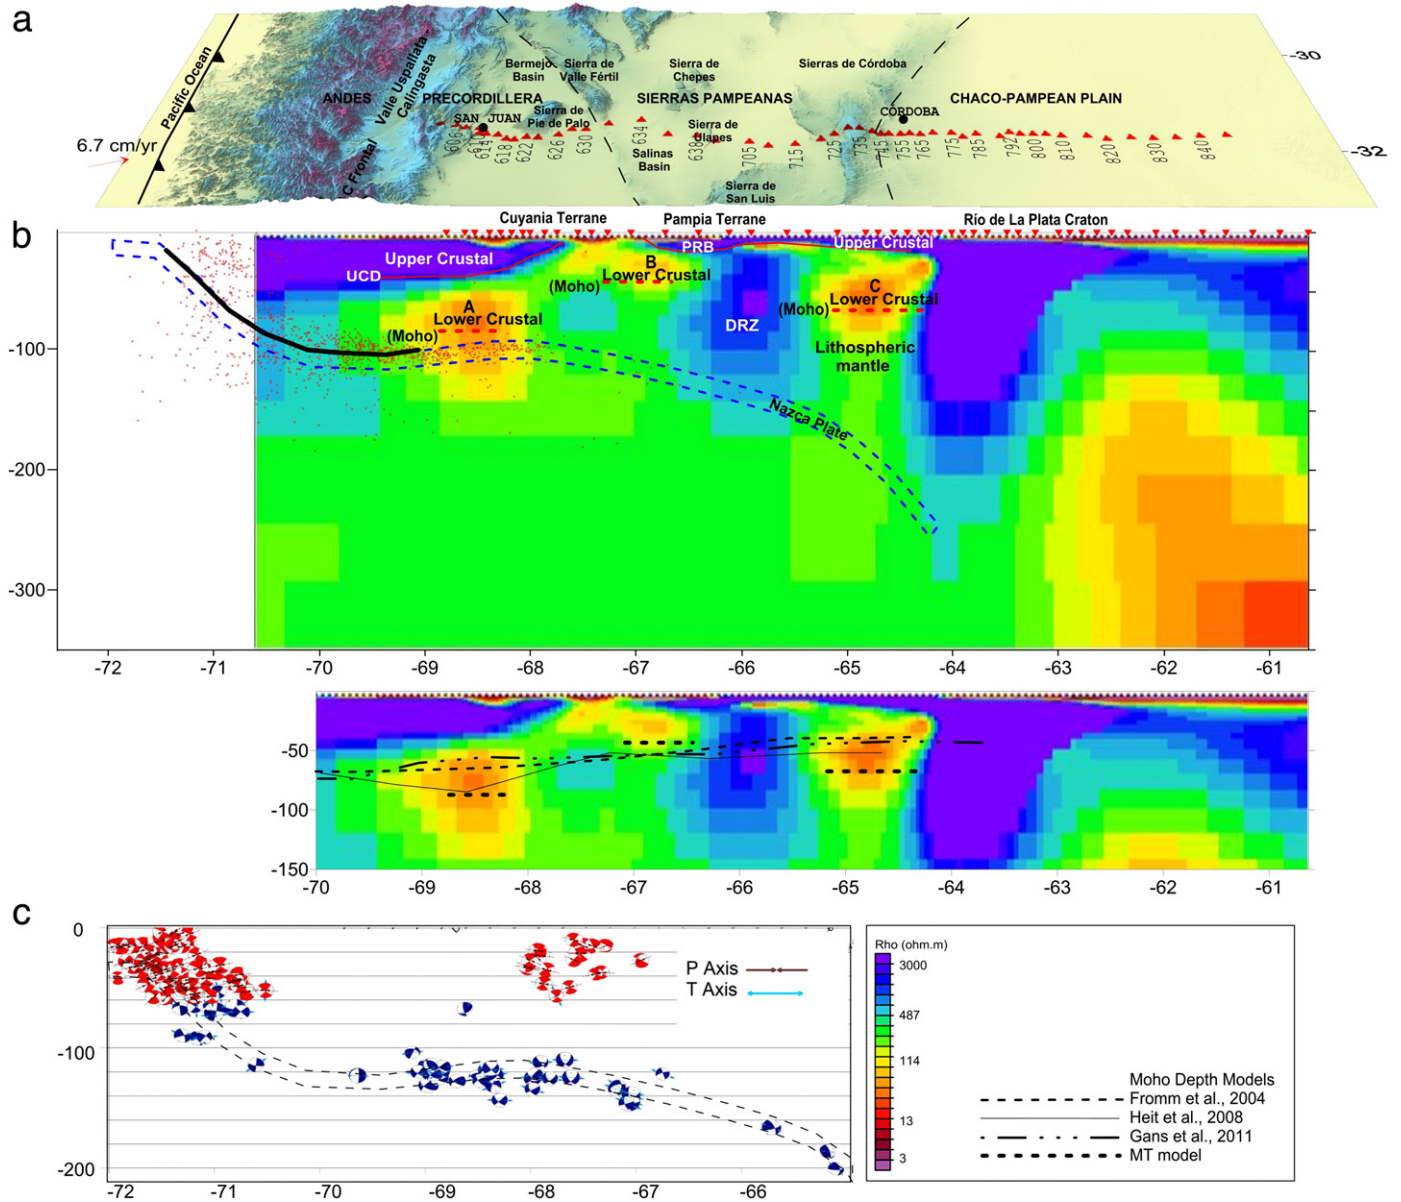 a
Pacific Ocean
6.7 cm/yr
ANDES
Valle Uspallata -
Calingasta
C Frontal
PRECORDILLERA
SAN JUAN
Bermejo
Basin
Sierra de
Valle Fértil
Sierra de
Pie de Palo
Sierra de
Chepes
SIERRAS PAMPEANAS
Sierra de
Ulapes
Salinas
Basin
Sierra de
San Luis
Sierras de Córdoba
CÓRDOBA
CHACO-PAMPEAN PLAIN
-30
-32
606
614
618
622
626
630
634
638
705
715
725
735
745
755
765
775
785
792
800
810
820
830
840
Cuyania Terrane
Pampia Terrane
Río de La Plata Craton
b
Upper Crustal
UCD
PRB
Upper Crustal
A
Lower Crustal
(Moho)
B
Lower Crustal
(Moho)
C
Lower Crustal
(Moho)
DRZ
Lithospheric
mantle
Nazca Plate
-100
-200
-300
-72 -71 -70 -69 -68 -67 -66 -65 -64 -63 -62 -61
-50
-100
-150
-70 -69 -68 -67 -66 -65 -64 -63 -62 -61
c
0
-100
-200
P Axis
T Axis
-72 -71 -70 -69 -68 -67 -66
Rho (ohm.m)
3000
487
114
13
3
Moho Depth Models
Fromm et al., 2004
Heit et al., 2008
Gans et al., 2011
MT model